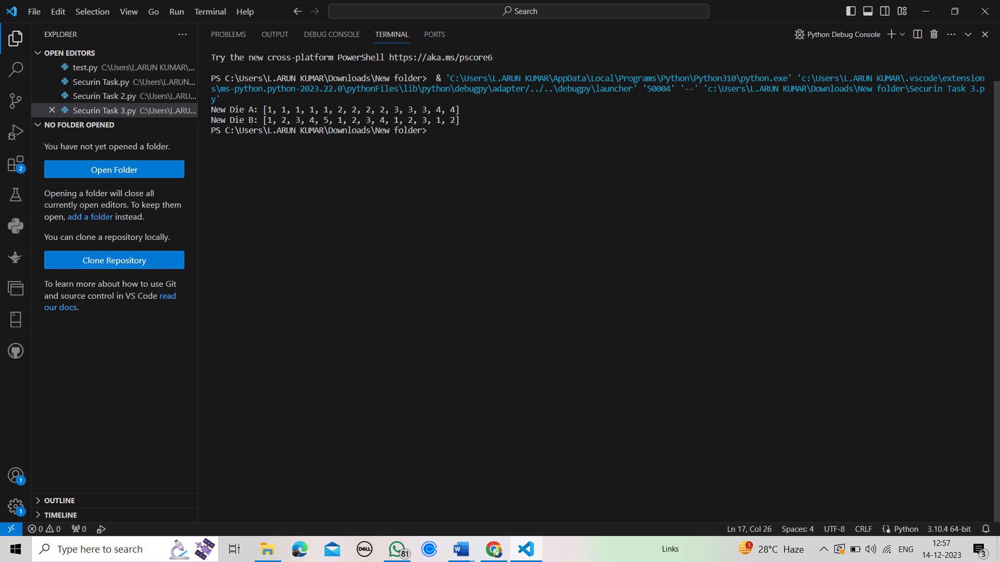 File Edit Selection View Go Run Terminal Help
Search
EXPLORER
OPEN EDITORS
test.py C:\Users\L.ARUN KUMAR\...
Securin Task.py C:\Users\L.ARUN...
Securin Task 2.py C:\Users\L.ARU...
Securin Task 3.py C:\Users\L.ARU...
NO FOLDER OPENED
You have not yet opened a folder.
Open Folder
Opening a folder will close all
currently open editors. To keep them
open, add a folder instead.
You can clone a repository locally.
Clone Repository
To learn more about how to use Git
and source control in VS Code read
our docs.
OUTLINE
TIMELINE
2
1
1
PROBLEMS OUTPUT DEBUG CONSOLE TERMINAL PORTS
Python Debug Console
Try the new cross-platform PowerShell https://aka.ms/pscore6
PS C:\Users\L.ARUN KUMAR\Downloads\New folder>  & 'C:\Users\L.ARUN KUMAR\AppData\Local\Programs\Python\Python310\python.exe' 'c:\Users\L.ARUN KUMAR\.vscode\extension
s\ms-python.python-2023.22.0\pythonFiles\lib\python\debugpy\adapter/../..\debugpy\launcher' '50004' '--' 'c:\Users\L.ARUN KUMAR\Downloads\New folder\Securin Task 3.p
y'
New Die A: [1, 1, 1, 1, 1, 2, 2, 2, 2, 3, 3, 3, 4, 4]
New Die B: [1, 2, 3, 4, 5, 1, 2, 3, 4, 1, 2, 3, 1, 2]
PS C:\Users\L.ARUN KUMAR\Downloads\New folder>
0 0 0
Ln 17, Col 26 Spaces: 4 UTF-8 CRLF Python 3.10.4 64-bit
Type here to search
DELL
81
Links
1
28°C Haze
ENG
12:57
14-12-2023
3